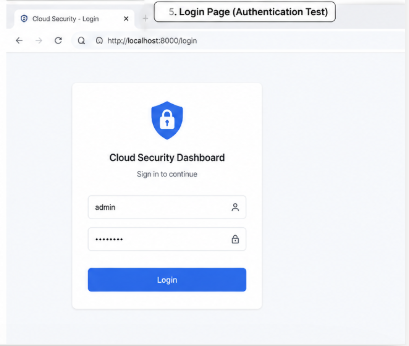 Cloud Security - Login
5. Login Page (Authentication Test)
http://localhost:8000/login
Cloud Security Dashboard
Sign in to continue
admin
••••••••
Login